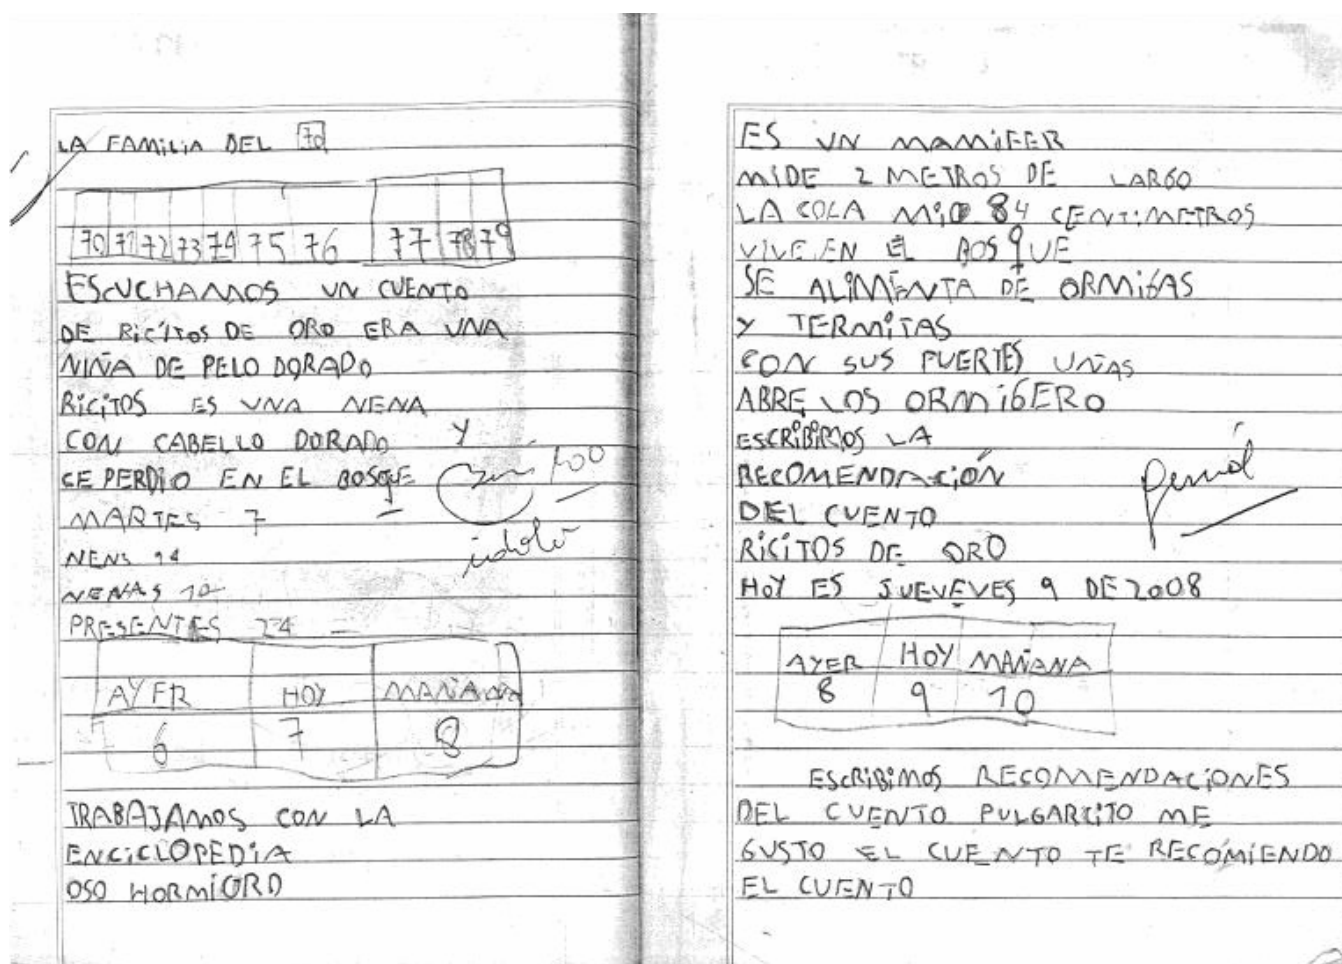 LA FAMILIA DEL 70
70 71 72 73 74 75 76 77 78 79
ESCUCHAMOS UN CUENTO
DE RICITOS DE ORO ERA UNA
NIÑA DE PELO DORADO
RICITOS ES UNA NENA
CON CABELLO DORADO Y
SE PERDIO EN EL BOSQUE
100
MARTES 7
NENS 14
NENAS 10
PRESENTES 24
AYER HOY MAÑANA
6 7 8
TRABAJAMOS CON LA
ENCICLOPEDIA
OSO HORMIORO
ES UN MAMIFER
MIDE 2 METROS DE LARGO
LA COLA MID 84 CENTIMETROS
VIVE EN EL BOSQUE
SE ALIMENTA DE ORMIGAS
Y TERMITAS
CON SUS FUERTES UÑAS
ABRE LOS ORMIGERO
ESCRIBIMOS LA
RECOMENDACIÓN
DEL CUENTO
RICITOS DE ORO
HOY ES JUEVEVES 9 DE 2008
AYER HOY MAÑANA
8 9 10
ESCRIBIMOS RECOMENDACIONES
DEL CUENTO PULGARCITO ME
GUSTO EL CUENTO TE RECOMIENDO
EL CUENTO